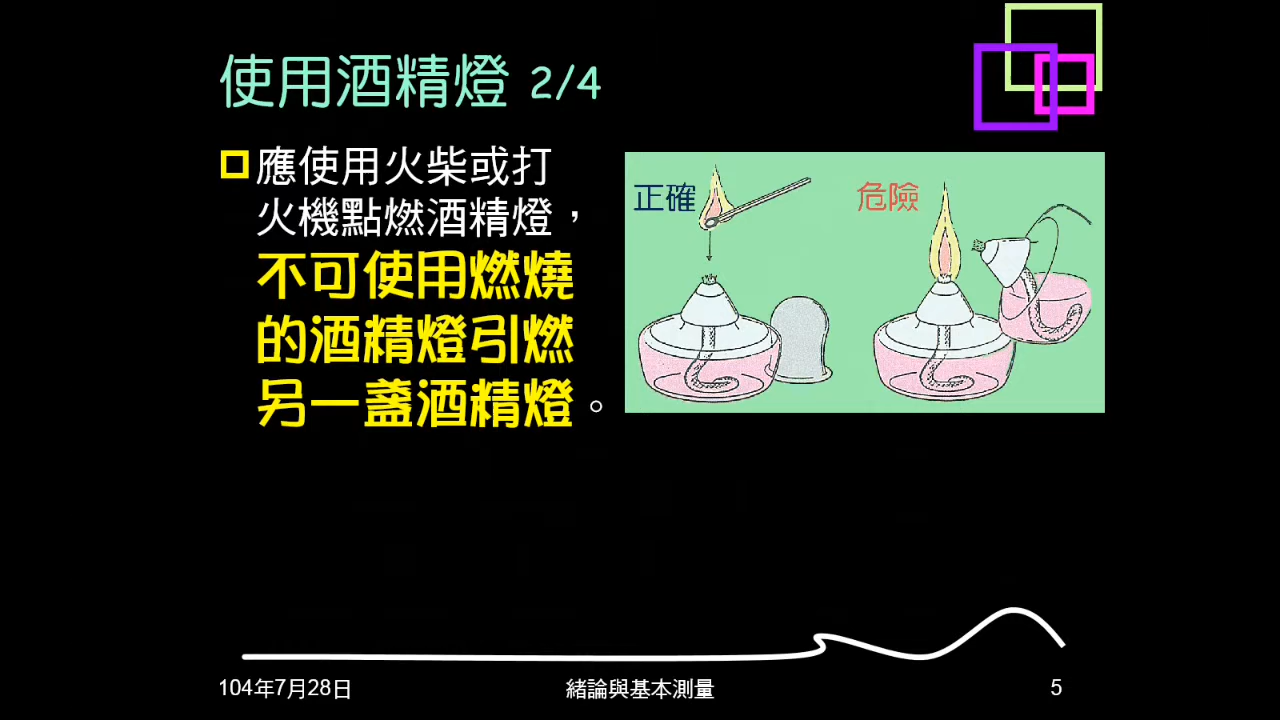 使用酒精燈 2/4
應使用火柴或打
火機點燃酒精燈，
不可使用燃燒
的酒精燈引燃
另一盞酒精燈。
正確
危險
104年7月28日
緒論與基本測量
5